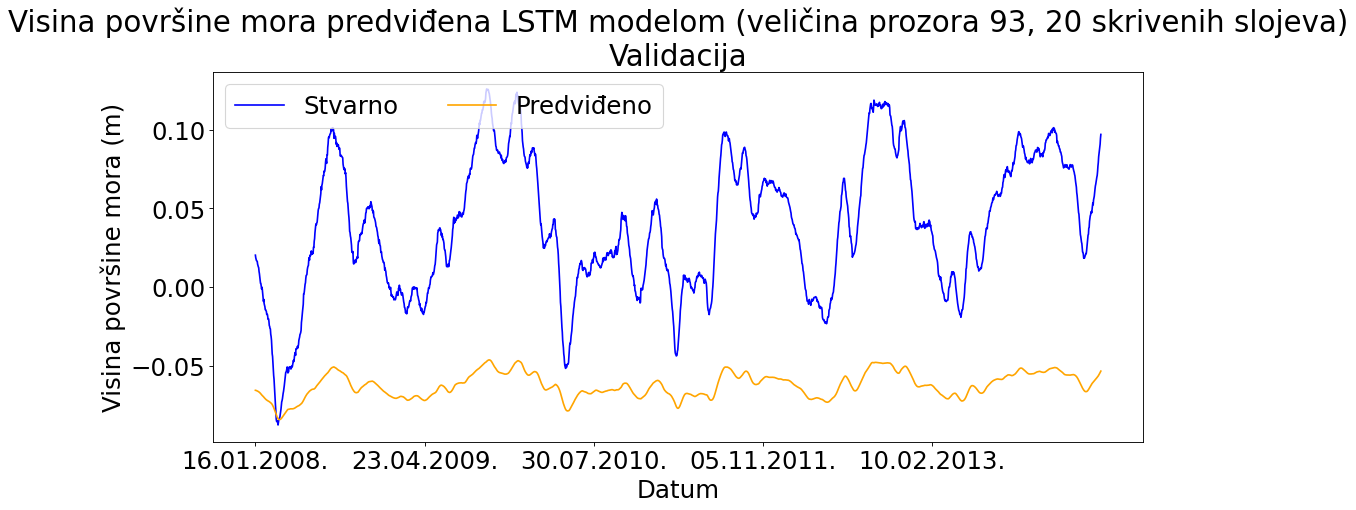 Visina površine mora predviđena LSTM modelom (veličina prozora 93, 20 skrivenih slojeva)
Validacija
Stvarno Predviđeno
Visina površine mora (m)
0.10
0.05
0.00
−0.05
16.01.2008. 23.04.2009. 30.07.2010. 05.11.2011. 10.02.2013.
Datum